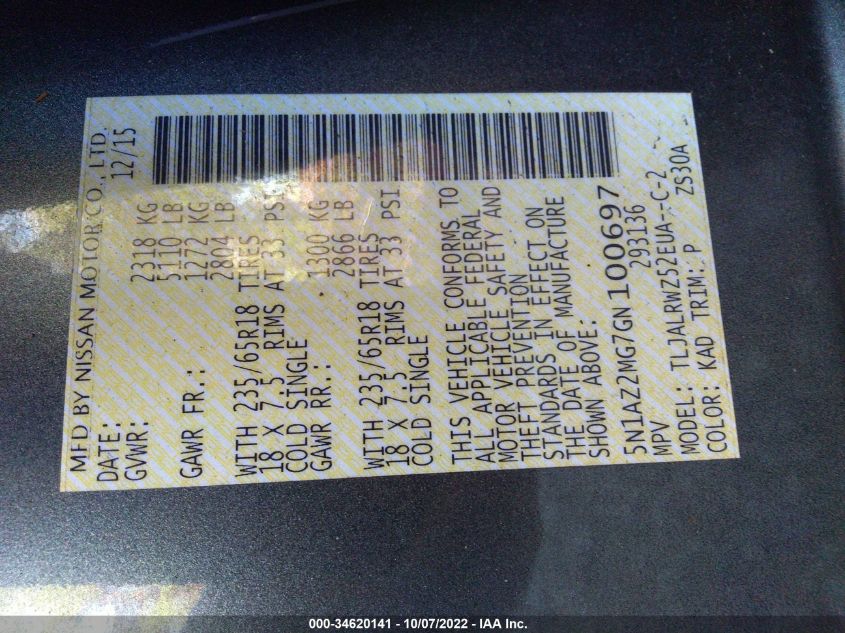 MFD BY NISSAN MOTOR CO., LTD.
DATE: 12/15
GVWR: 2318 KG
5110 LB
GAWR FR.: 1272 KG
2804 LB
WITH 235/65R18 TIRES
18 X 7.5 RIMS AT 33 PSI
COLD SINGLE
GAWR RR.: 1300 KG
2866 LB
WITH 235/65R18 TIRES
18 X 7.5 RIMS AT 33 PSI
COLD SINGLE
THIS VEHICLE CONFORMS TO
ALL APPLICABLE FEDERAL
MOTOR VEHICLE SAFETY AND
THEFT PREVENTION
STANDARDS IN EFFECT ON
THE DATE OF MANUFACTURE
SHOWN ABOVE:
5N1AZ2MG7GN100697
MPV 293136
MODEL: TLJALRWZ52EUA--C-2
COLOR: KAD TRIM: P ZS30A
000-34620141 - 10/07/2022 - IAA Inc.